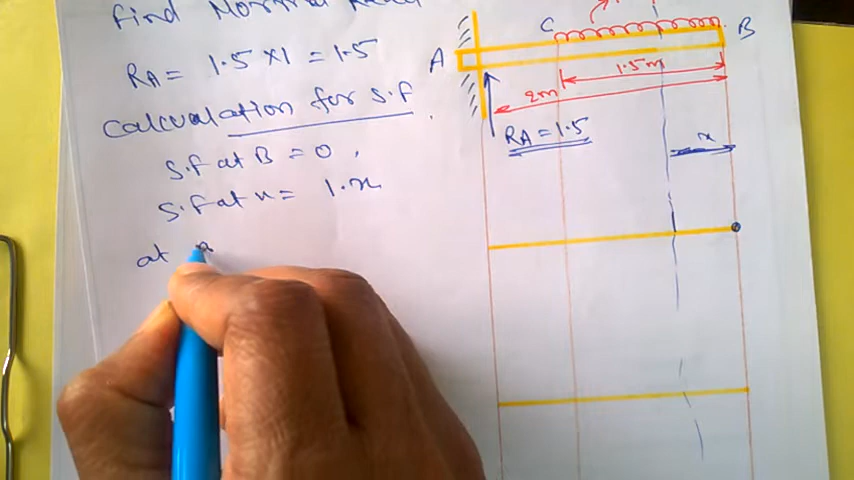 find Normal
RA = 1.5 × 1 = 1.5
Calculation for S.F
S.F at B = 0,
S.F at x = 1.x
at
A
C
B
1.5m
2m
RA = 1.5
x